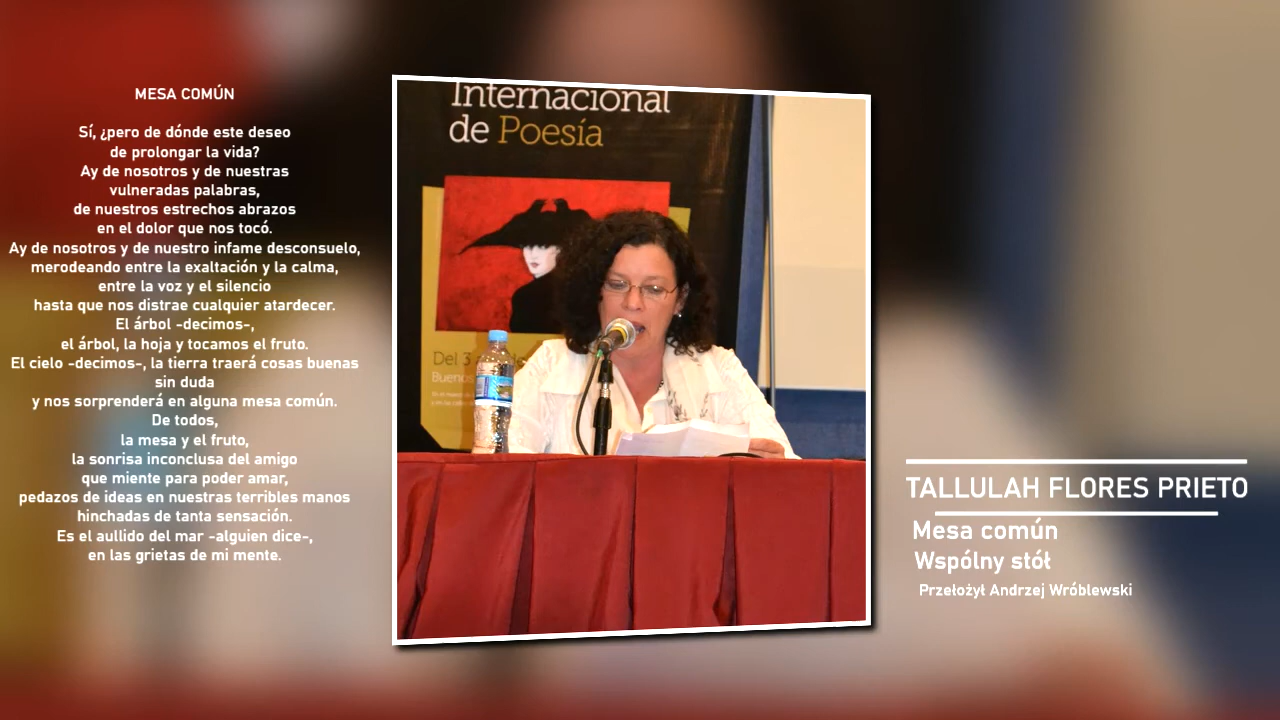 MESA COMÚN
Sí, ¿pero de dónde este deseo
de prolongar la vida?
Ay de nosotros y de nuestras
vulneradas palabras,
de nuestros estrechos abrazos
en el dolor que nos tocó.
Ay de nosotros y de nuestro infame desconsuelo,
merodeando entre la exaltación y la calma,
entre la voz y el silencio
hasta que nos distrae cualquier atardecer.
El árbol -decimos-,
el árbol, la hoja y tocamos el fruto.
El cielo -decimos-, la tierra traerá cosas buenas
sin duda
y nos sorprenderá en alguna mesa común.
De todos,
la mesa y el fruto,
la sonrisa inconclusa del amigo
que miente para poder amar,
pedazos de ideas en nuestras terribles manos
hinchadas de tanta sensación.
Es el aullido del mar -alguien dice-,
en las grietas de mi mente.
Internacional
de Poesía
Del 3
Buenos
TALLULAH FLORES PRIETO
Mesa común
Wspólny stół
Przełożył Andrzej Wróblewski